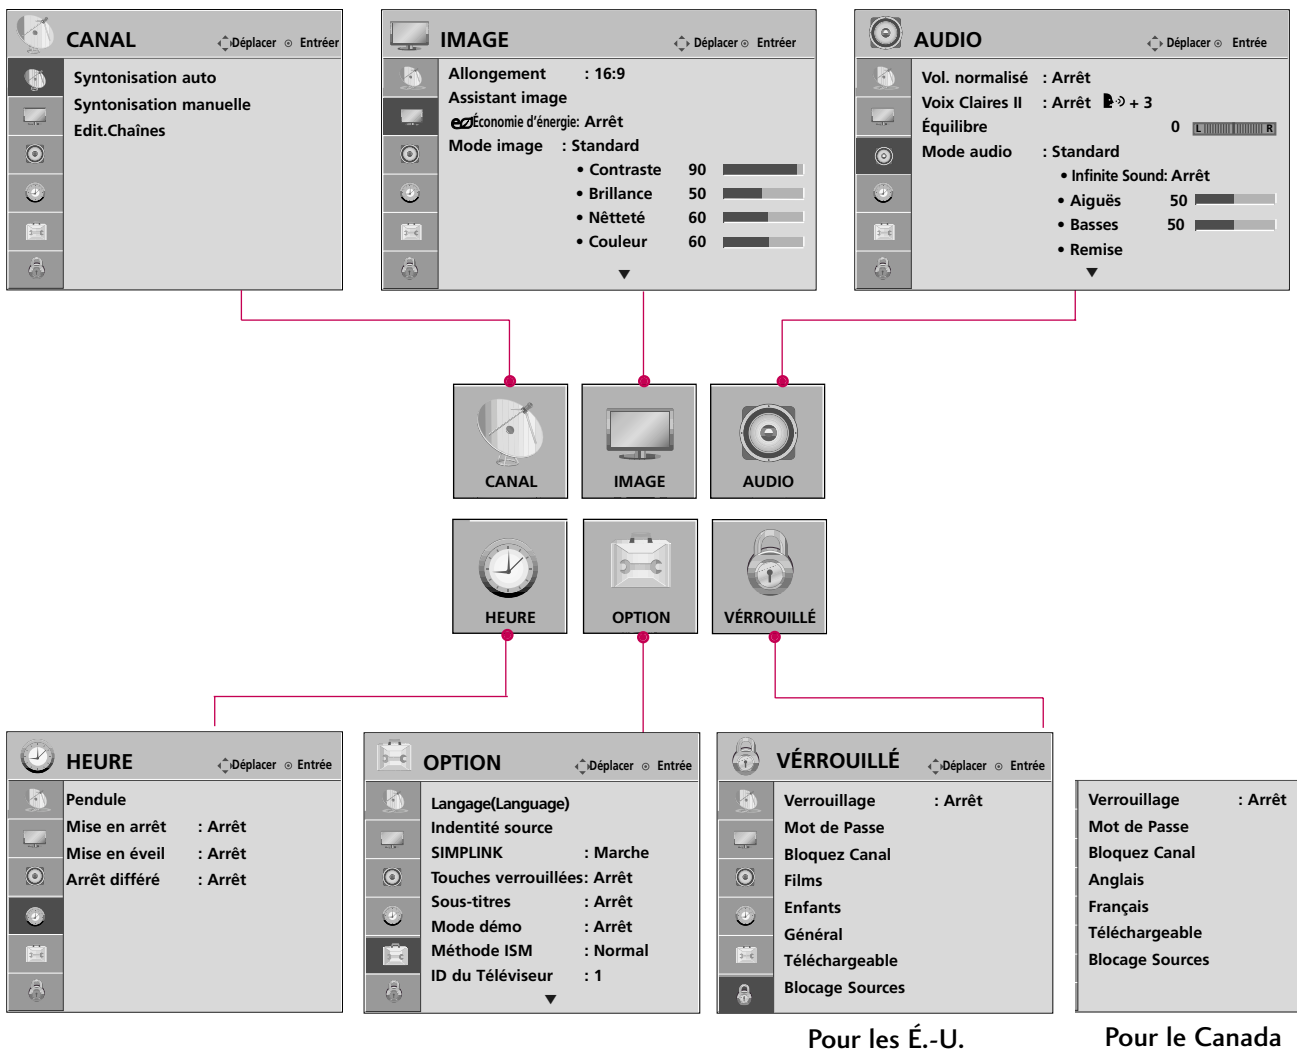 CANAL
Déplacer Entréer
Syntonisation auto
Syntonisation manuelle
Edit.Chaînes
IMAGE
Déplacer Entréer
Allongement : 16:9
Assistant image
eco Économie d'énergie: Arrêt
Mode image : Standard
• Contraste 90
• Brillance 50
• Nêtteté 60
• Couleur 60
▼
AUDIO
Déplacer Entrée
Vol. normalisé : Arrêt
Voix Claires II : Arrêt + 3
Équilibre 0 L R
Mode audio : Standard
• Infinite Sound: Arrêt
• Aiguës 50
• Basses 50
• Remise
▼
CANAL
IMAGE
AUDIO
HEURE
OPTION
VÉRROUILLÉ
HEURE
Déplacer Entrée
Pendule
Mise en arrêt : Arrêt
Mise en éveil : Arrêt
Arrêt différé : Arrêt
OPTION
Déplacer Entrée
Langage(Language)
Indentité source
SIMPLINK : Marche
Touches verrouillées: Arrêt
Sous-titres : Arrêt
Mode démo : Arrêt
Méthode ISM : Normal
ID du Téléviseur : 1
▼
VÉRROUILLÉ
Déplacer Entrée
Verrouillage : Arrêt
Mot de Passe
Bloquez Canal
Films
Enfants
Général
Téléchargeable
Blocage Sources
Pour les É.-U.
Verrouillage : Arrêt
Mot de Passe
Bloquez Canal
Anglais
Français
Téléchargeable
Blocage Sources
Pour le Canada